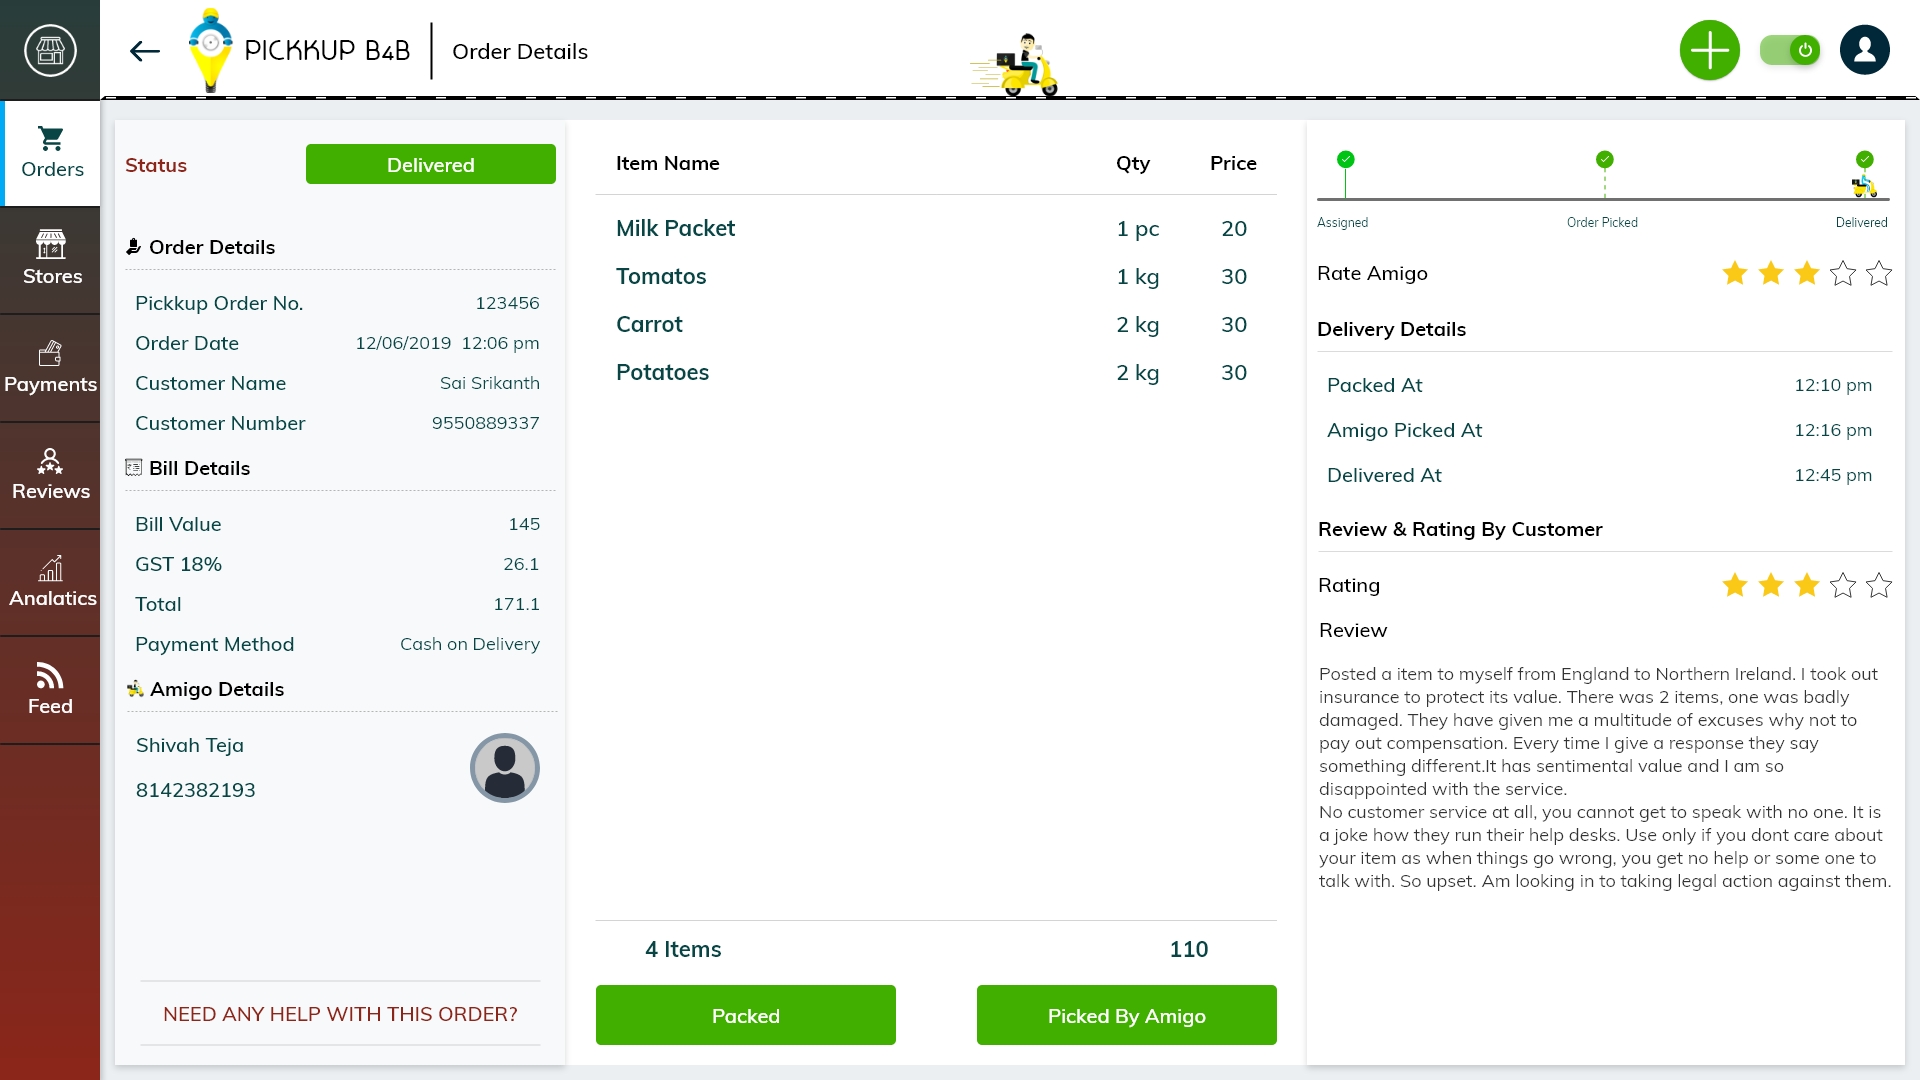 PICKKUP B4B
Order Details
Orders
Stores
Payments
Reviews
Analatics
Feed
Status
Delivered
Order Details
Pickkup Order No. 123456
Order Date 12/06/2019 12:06 pm
Customer Name Sai Srikanth
Customer Number 9550889337
Bill Details
Bill Value 145
GST 18% 26.1
Total 171.1
Payment Method Cash on Delivery
Amigo Details
Shivah Teja
8142382193
NEED ANY HELP WITH THIS ORDER?
Item Name Qty Price
Milk Packet 1 pc 20
Tomatos 1 kg 30
Carrot 2 kg 30
Potatoes 2 kg 30
4 Items 110
Packed
Picked By Amigo
Assigned Order Picked Delivered
Rate Amigo
Delivery Details
Packed At 12:10 pm
Amigo Picked At 12:16 pm
Delivered At 12:45 pm
Review & Rating By Customer
Rating
Review
Posted a item to myself from England to Northern Ireland. I took out
insurance to protect its value. There was 2 items, one was badly
damaged. They have given me a multitude of excuses why not to
pay out compensation. Every time I give a response they say
something different.It has sentimental value and I am so
disappointed with the service.
No customer service at all, you cannot get to speak with no one. It is
a joke how they run their help desks. Use only if you dont care about
your item as when things go wrong, you get no help or some one to
talk with. So upset. Am looking in to taking legal action against them.